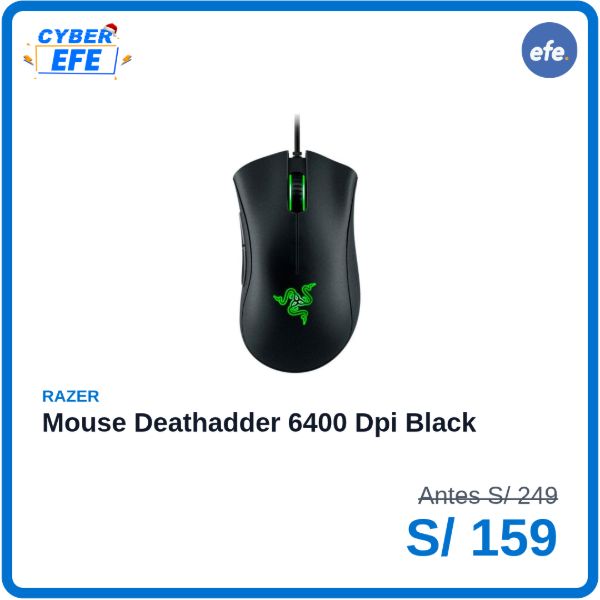 CYBER
EFE
efe.
RAZER
Mouse Deathadder 6400 Dpi Black
Antes S/ 249
S/ 159